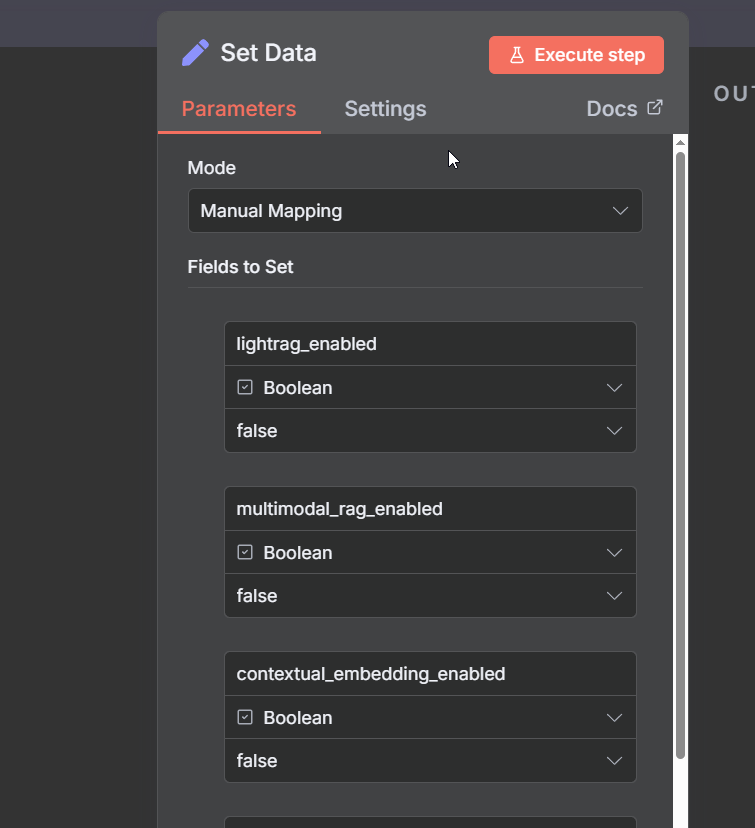 Set Data
Execute step
Parameters
Settings
Docs
OUT
Mode
Manual Mapping
Fields to Set
lightrag_enabled
Boolean
false
multimodal_rag_enabled
Boolean
false
contextual_embedding_enabled
Boolean
false